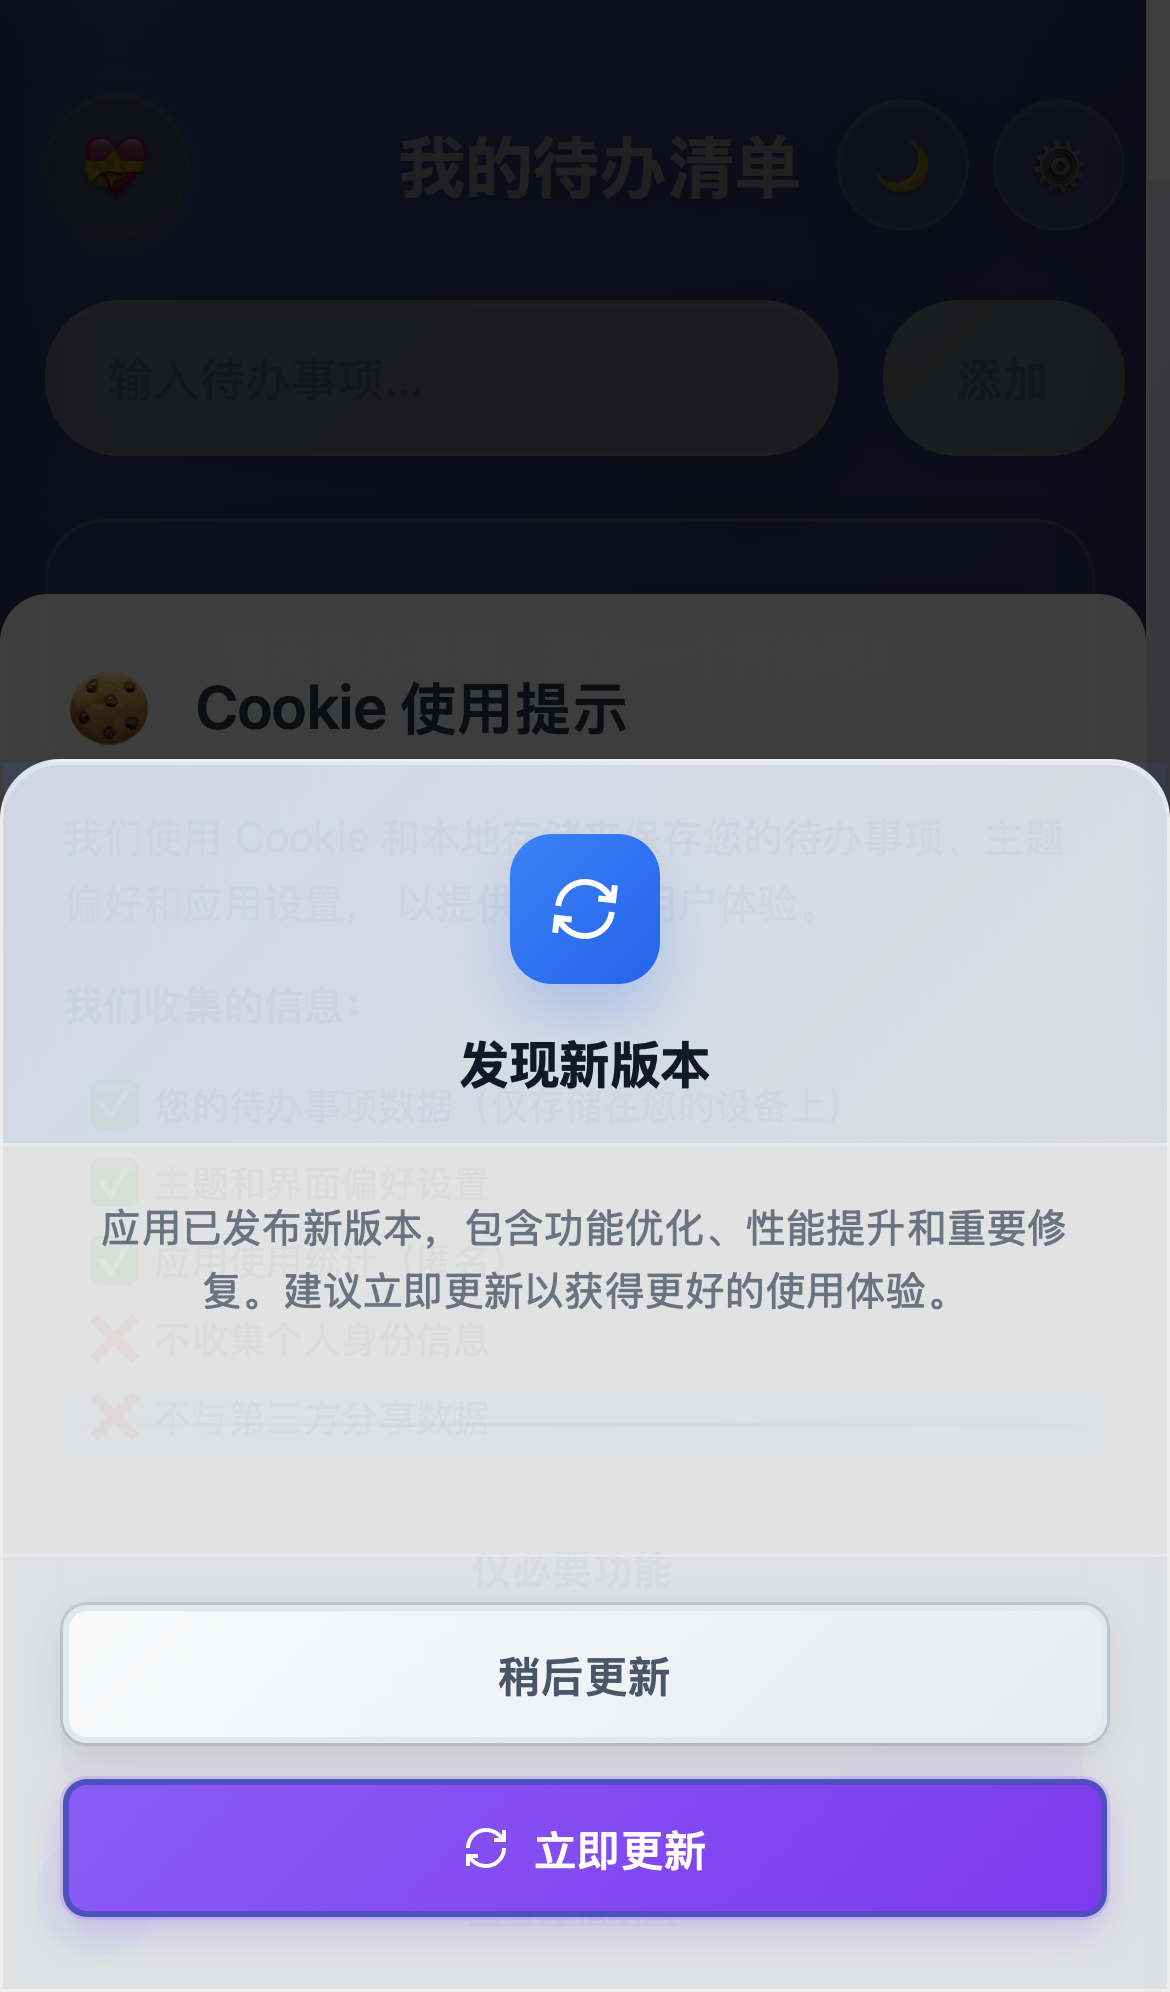 我的待办清单
输入待办事项...
添加
Cookie 使用提示
我们使用 Cookie 和本地存储来保存您的待办事项、主题
偏好和应用设置，以提供
用户体验。
我们收集的信息：
发现新版本
您的待办事项数据（仅存储在您的设备上）
主题和界面偏好设置
应用已发布新版本，包含功能优化、性能提升和重要修
复。建议立即更新以获得更好的使用体验。
应用使用统计（匿名）
不收集个人身份信息
不与第三方分享数据
仅必要功能
稍后更新
立即更新